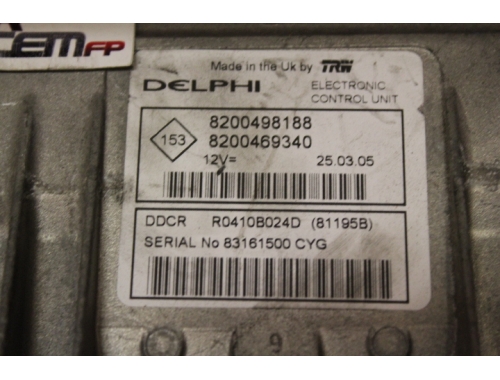 CEMFP
Made in the Uk by TRW
DELPHI ELECTRONIC
CONTROL UNIT
8200498188
153 8200469340
12V= 25.03.05
DDCR R0410B024D (81195B)
SERIAL No 83161500 CYG
9